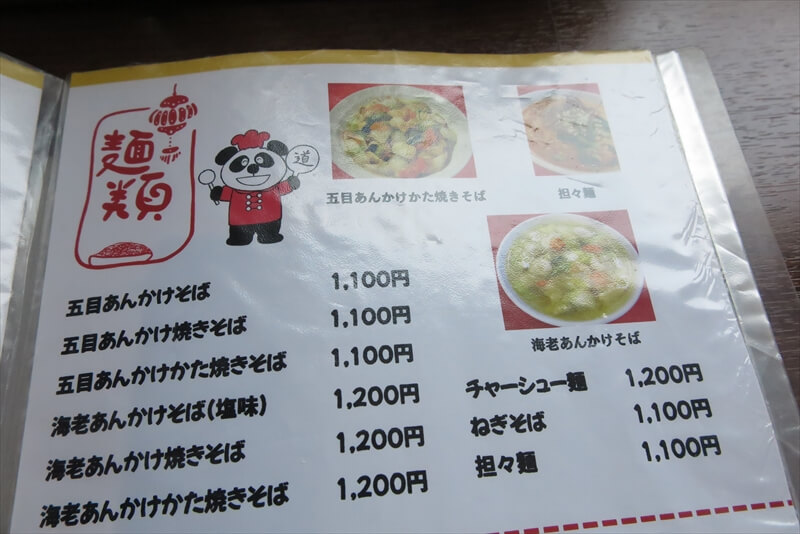 麺類
道
五目あんかけかた焼きそば
担々麺
海老あんかけそば
五目あんかけそば 1,100円
五目あんかけ焼きそば 1,100円
五目あんかけかた焼きそば 1,100円
海老あんかけそば(塩味) 1,200円
海老あんかけ焼きそば 1,200円
海老あんかけかた焼きそば 1,200円
チャーシュー麺 1,200円
ねぎそば 1,100円
担々麺 1,100円